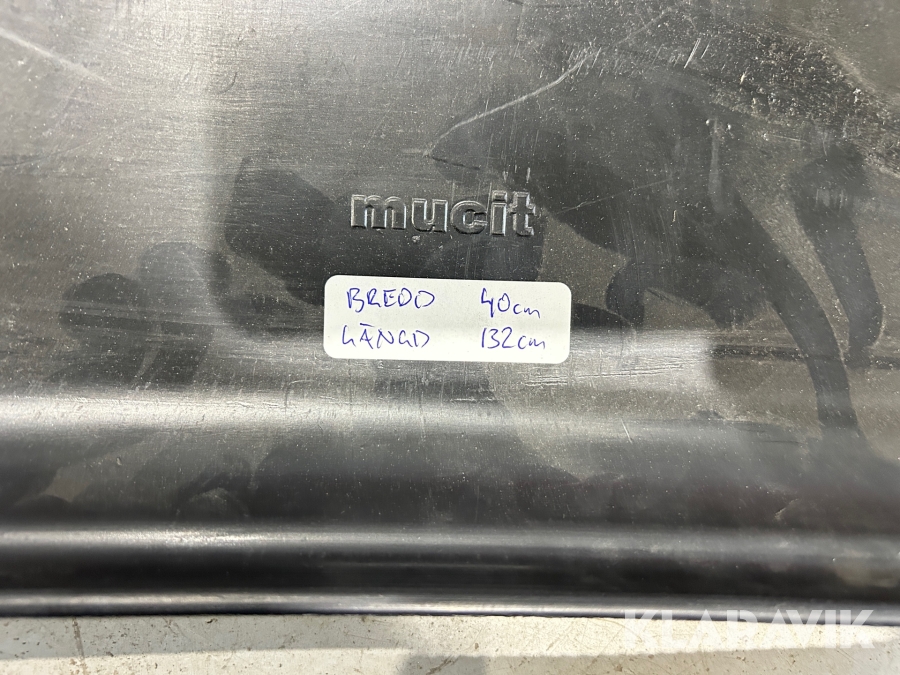 mucit
BREDD 40cm
LÄNGD 132cm
KLARAVIK